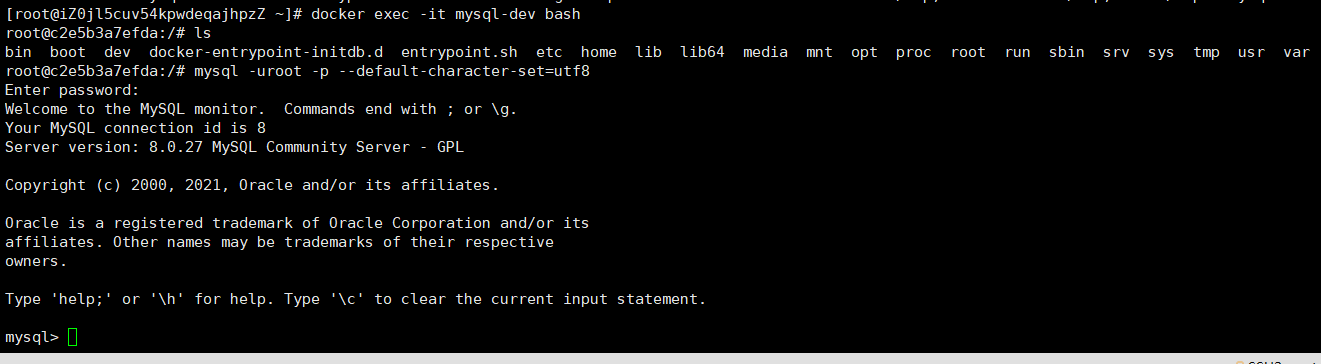 [root@iZ0jl5cuv54kpwdeqajhpzZ ~]# docker exec -it mysql-dev bash
root@c2e5b3a7efda:/# ls
bin  boot  dev  docker-entrypoint-initdb.d  entrypoint.sh  etc  home  lib  lib64  media  mnt  opt  proc  root  run  sbin  srv  sys  tmp  usr  var
root@c2e5b3a7efda:/# mysql -uroot -p --default-character-set=utf8
Enter password:
Welcome to the MySQL monitor.  Commands end with ; or \g.
Your MySQL connection id is 8
Server version: 8.0.27 MySQL Community Server - GPL
Copyright (c) 2000, 2021, Oracle and/or its affiliates.
Oracle is a registered trademark of Oracle Corporation and/or its
affiliates. Other names may be trademarks of their respective
owners.
Type 'help;' or '\h' for help. Type '\c' to clear the current input statement.
mysql>